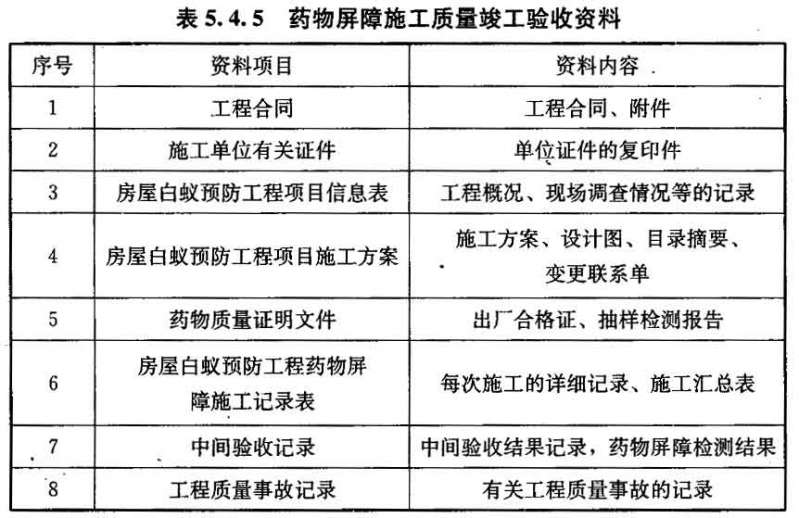 表 5.4.5 药物屏障施工质量竣工验收资料
序号 资料项目 资料内容
1 工程合同 工程合同、附件
2 施工单位有关证件 单位证件的复印件
3 房屋白蚁预防工程项目信息表 工程概况、现场调查情况等的记录
4 房屋白蚁预防工程项目施工方案 施工方案、设计图、目录摘要、
变更联系单
5 药物质量证明文件 出厂合格证、抽样检测报告
6 房屋白蚁预防工程药物屏
障施工记录表 每次施工的详细记录、施工汇总表
7 中间验收记录 中间验收结果记录，药物屏障检测结果
8 工程质量事故记录 有关工程质量事故的记录